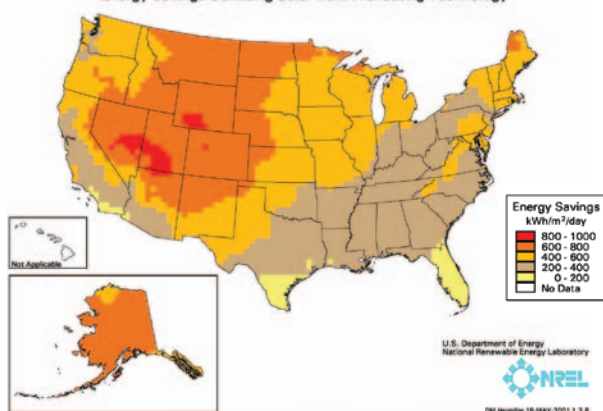 Energy Savings
kWh/m²/day
800 - 1000
600 - 800
400 - 600
200 - 400
0 - 200
No Data
Not Applicable
U.S. Department of Energy
National Renewable Energy Laboratory
NREL